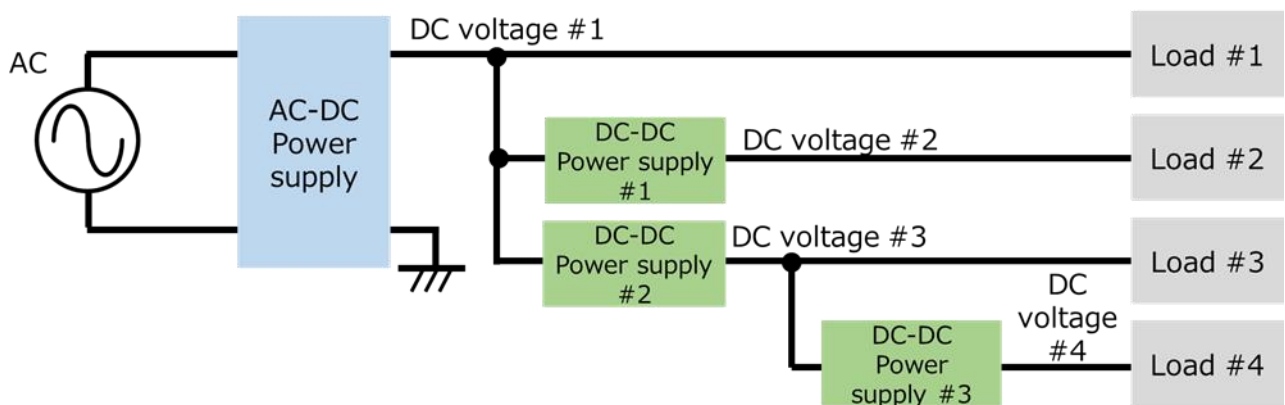 DC voltage #1
AC
Load #1
AC-DC
Power
supply
DC-DC
Power supply
#1
DC voltage #2
Load #2
DC-DC
Power supply
#2
DC voltage #3
Load #3
DC
voltage
#4
DC-DC
Power
supply #3
Load #4